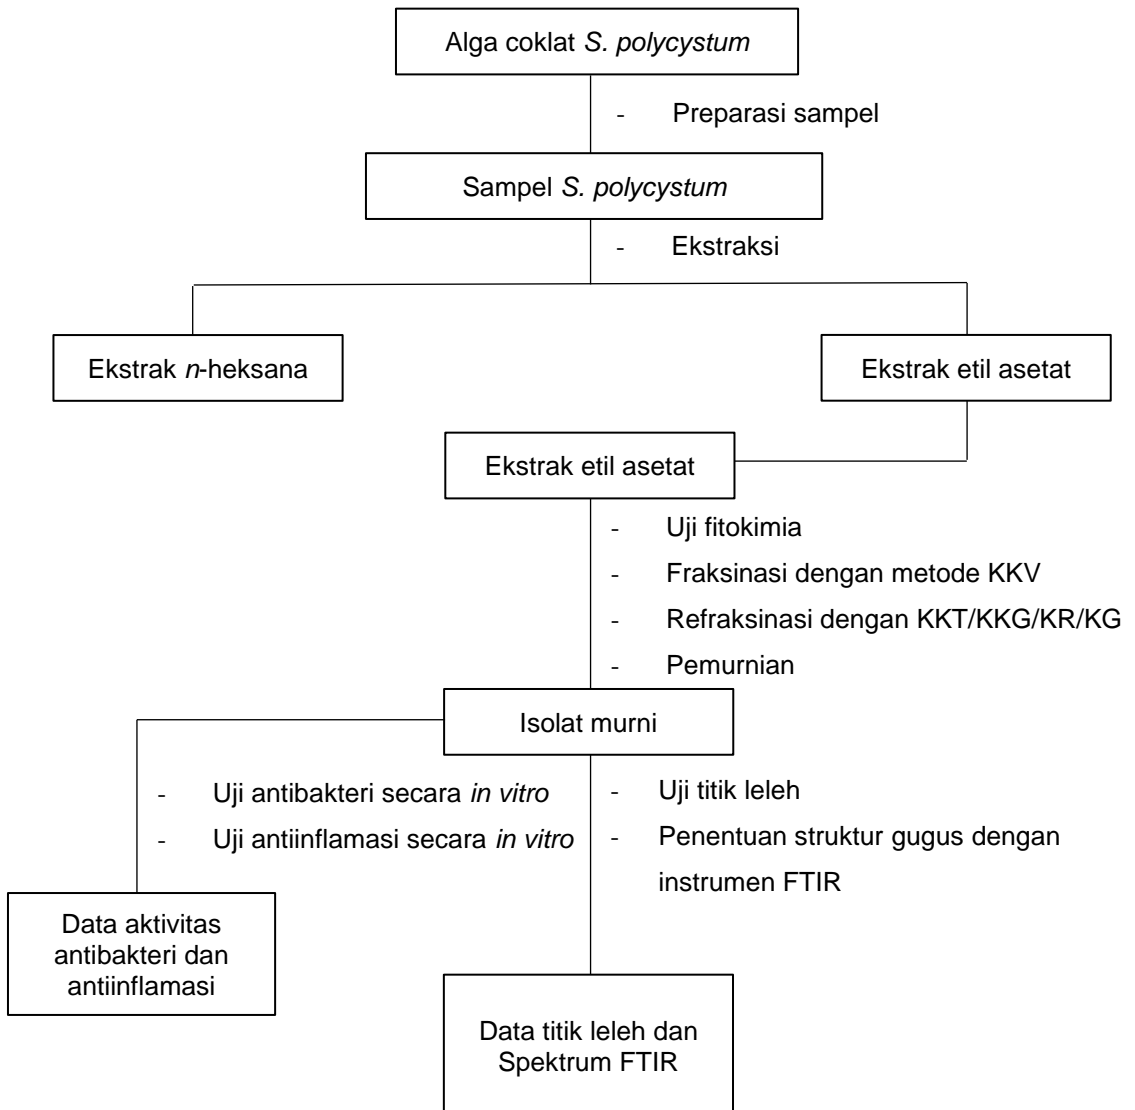 Alga coklat S. polycystum
- Preparasi sampel
Sampel S. polycystum
- Ekstraksi
Ekstrak n-heksana
Ekstrak etil asetat
Ekstrak etil asetat
- Uji fitokimia
- Fraksinasi dengan metode KKV
- Refraksinasi dengan KKT/KKG/KR/KG
- Pemurnian
Isolat murni
- Uji antibakteri secara in vitro
- Uji antiinflamasi secara in vitro
- Uji titik leleh
- Penentuan struktur gugus dengan
instrumen FTIR
Data aktivitas
antibakteri dan
antiinflamasi
Data titik leleh dan
Spektrum FTIR